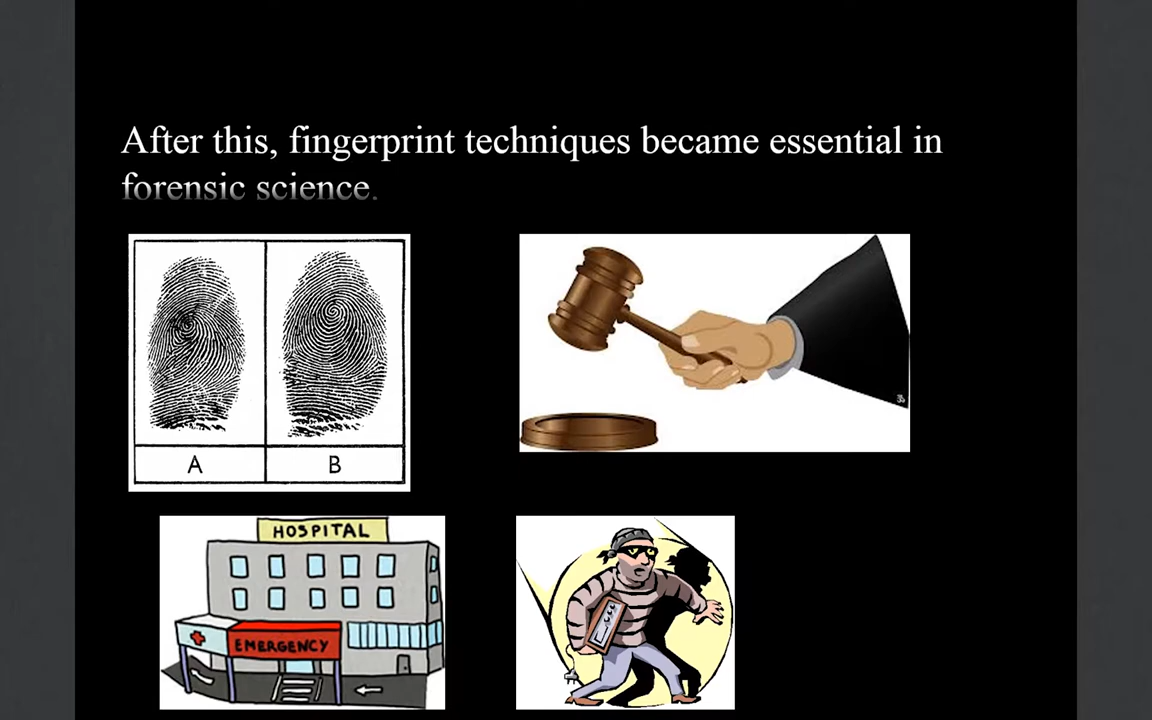 After this, fingerprint techniques became essential in
forensic science.
A
B
HOSPITAL
EMERGENCY